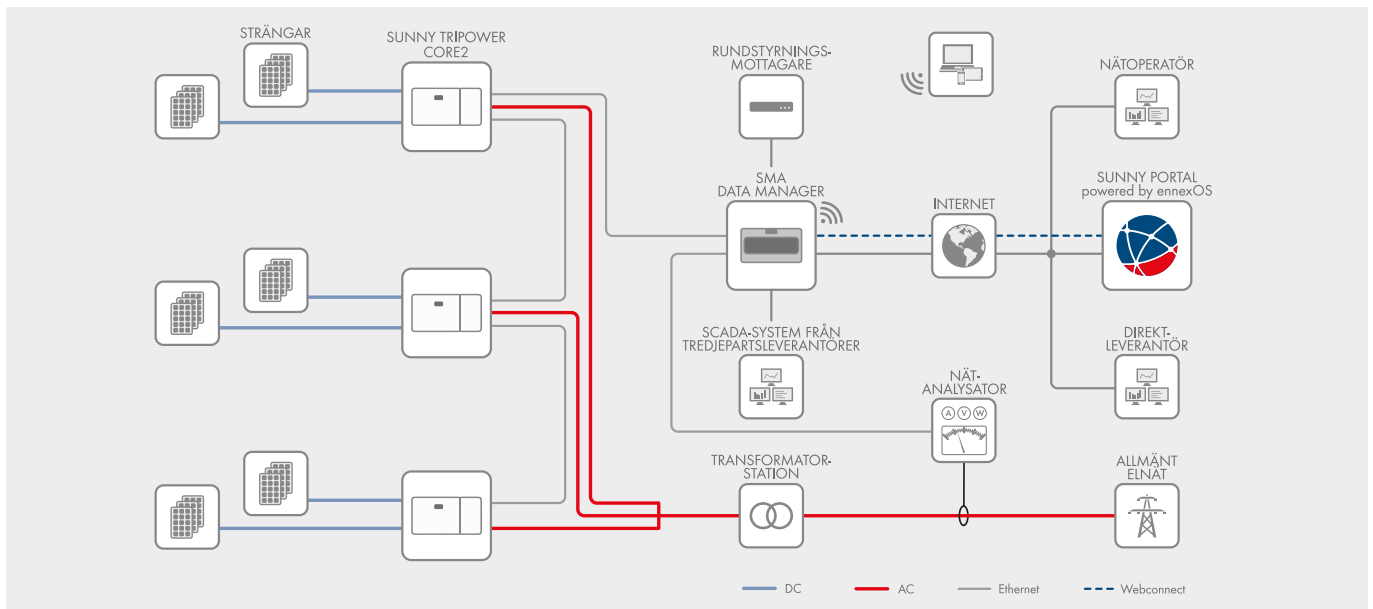 STRÄNGAR
SUNNY TRIPOWER
CORE2
RUNDSTYRNINGS-
MOTTAGARE
NÄTOPERATÖR
SMA
DATA MANAGER
INTERNET
SUNNY PORTAL
powered by ennexOS
SCADA-SYSTEM FRÅN
TREDJEPARTSLEVERANTÖRER
DIREKT-
LEVERANTÖR
NÄT-
ANALYSATOR
A V W
TRANSFORMATOR-
STATION
ALLMÄNT
ELNÄT
DC
AC
Ethernet
Webconnect